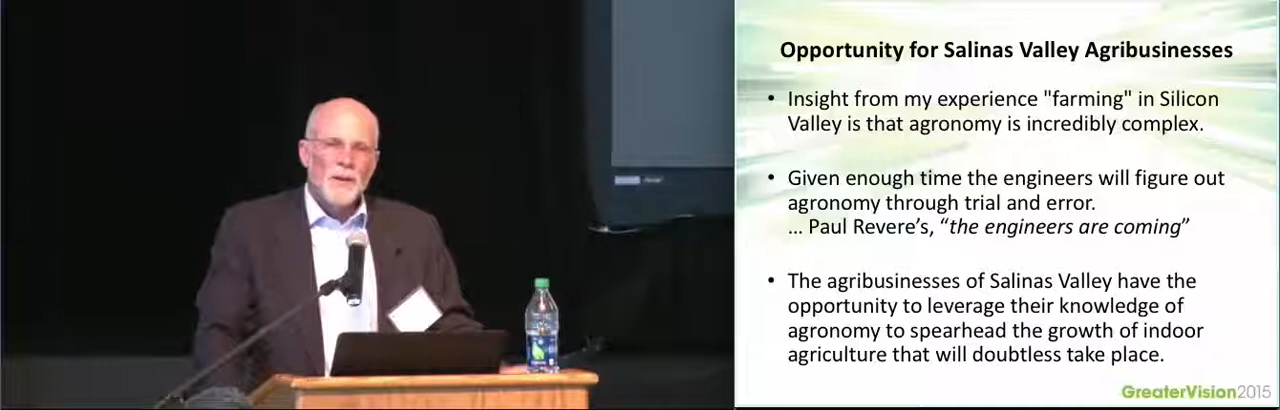 Opportunity for Salinas Valley Agribusinesses
• Insight from my experience "farming" in Silicon
Valley is that agronomy is incredibly complex.
• Given enough time the engineers will figure out
agronomy through trial and error.
... Paul Revere's, “the engineers are coming”
• The agribusinesses of Salinas Valley have the
opportunity to leverage their knowledge of
agronomy to spearhead the growth of indoor
agriculture that will doubtless take place.
GreaterVision2015